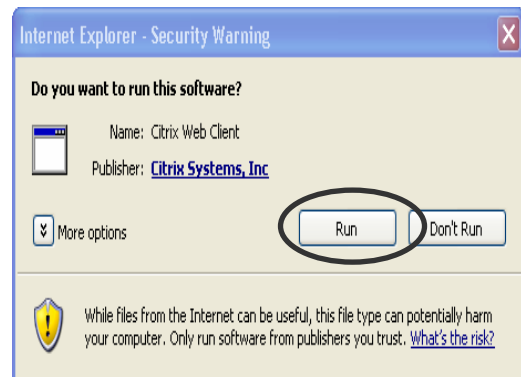 Internet Explorer - Security Warning
Do you want to run this software?
Name: Citrix Web Client
Publisher: Citrix Systems, Inc
More options
Run
Don't Run
While files from the Internet can be useful, this file type can potentially harm
your computer. Only run software from publishers you trust. What's the risk?